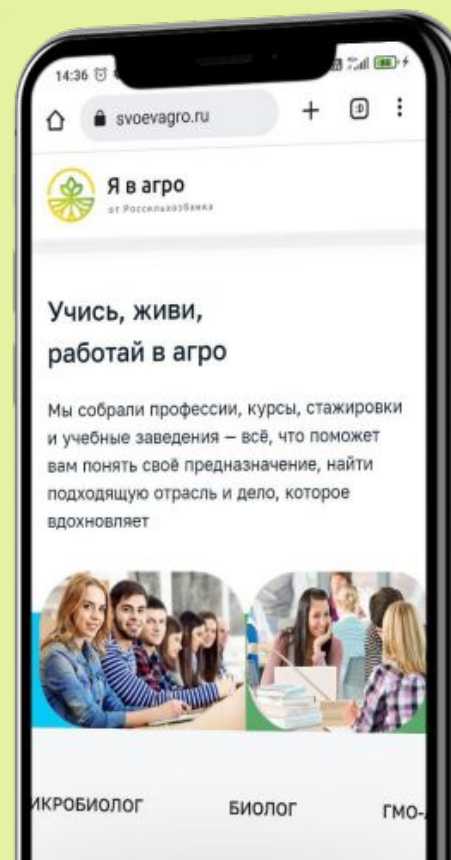 14:36
svoevagro.ru
:D
Я в агро
от Россельхозбанка
Учись, живи,
работай в агро
Мы собрали профессии, курсы, стажировки
и учебные заведения — всё, что поможет
вам понять своё предназначение, найти
подходящую отрасль и дело, которое
вдохновляет
ИКРОБИОЛОГ БИОЛОГ ГМО-